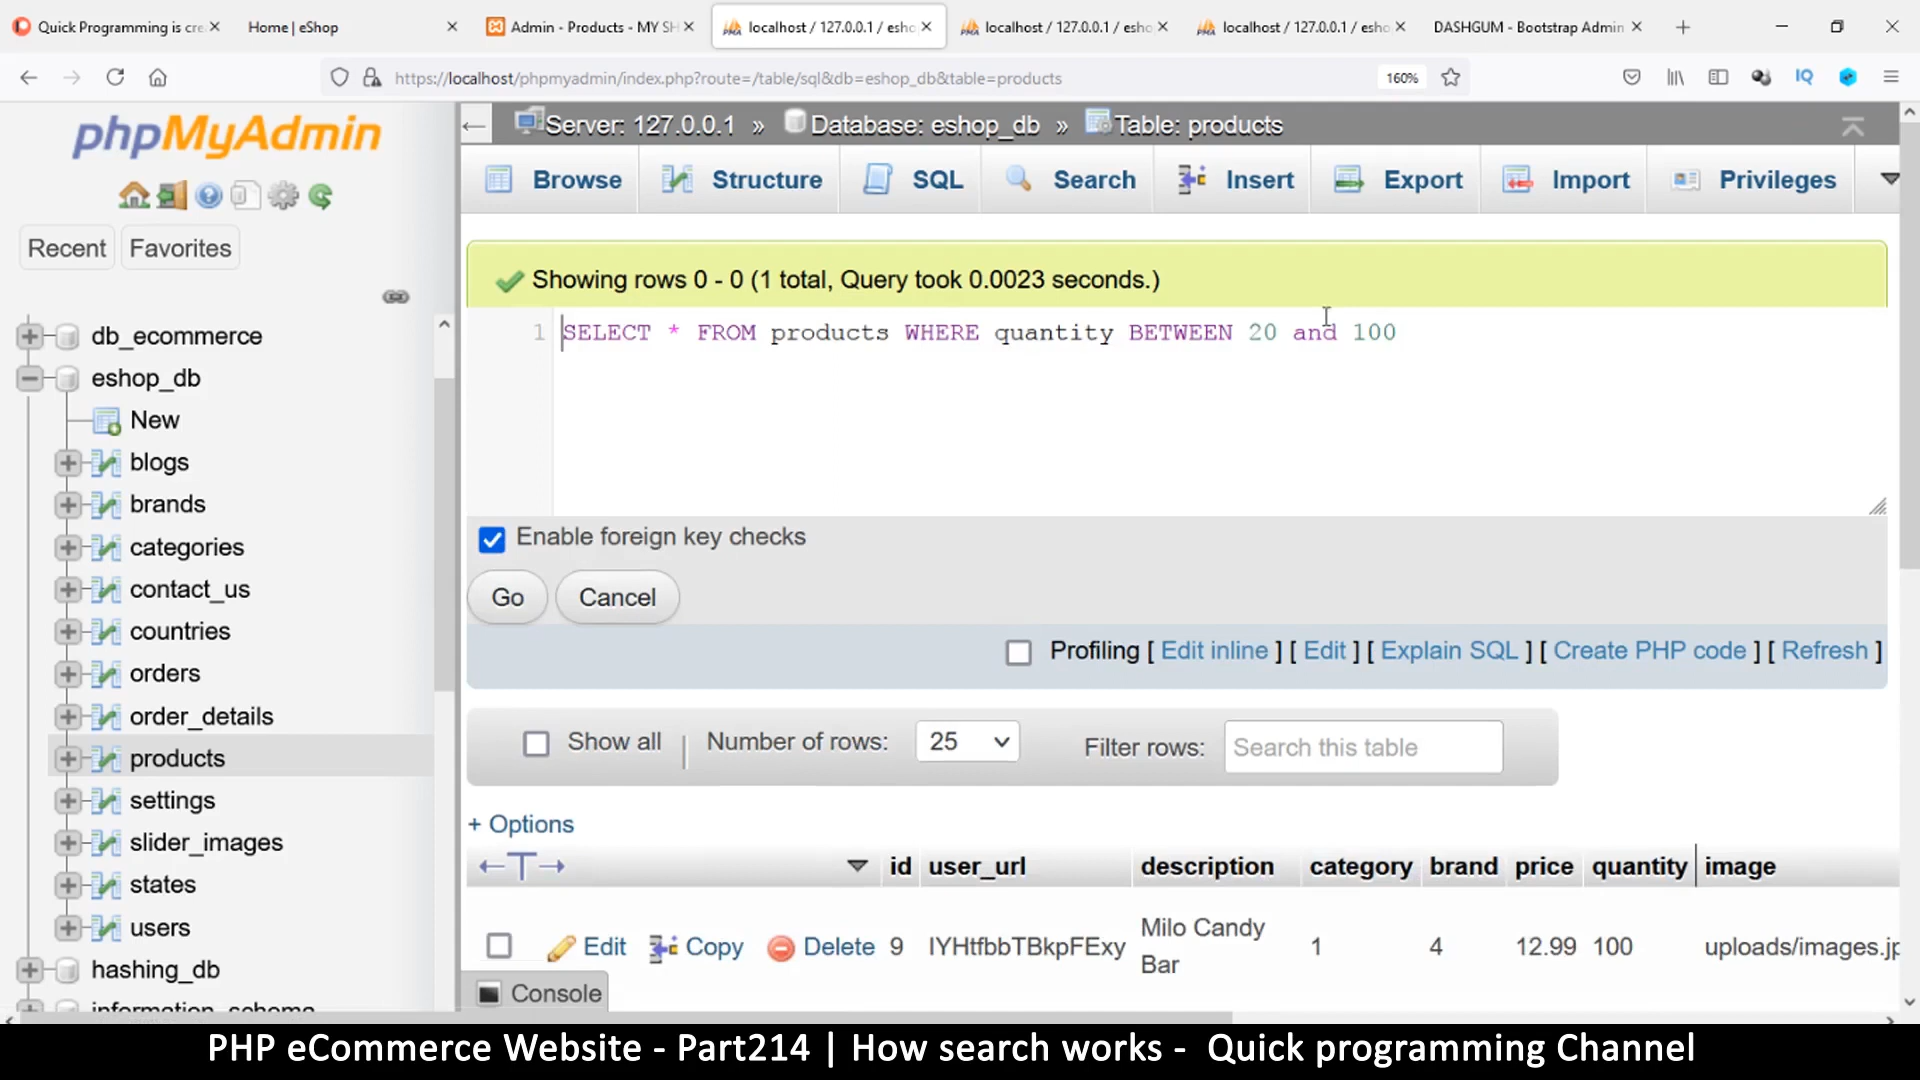 Quick Programming is cre
Home | eShop
Admin - Products - MY SH
localhost / 127.0.0.1 / esho
localhost / 127.0.0.1 / esho
localhost / 127.0.0.1 / esho
DASHGUM - Bootstrap Admin
https://localhost/phpmyadmin/index.php?route=/table/sql&db=eshop_db&table=products
160%
IQ
phpMyAdmin
Recent
Favorites
db_ecommerce
eshop_db
New
blogs
brands
categories
contact_us
countries
orders
order_details
products
settings
slider_images
states
users
hashing_db
information_schema
Server: 127.0.0.1 » Database: eshop_db » Table: products
Browse
Structure
SQL
Search
Insert
Export
Import
Privileges
Showing rows 0 - 0 (1 total, Query took 0.0023 seconds.)
1 SELECT * FROM products WHERE quantity BETWEEN 20 and 100
Enable foreign key checks
Go
Cancel
Profiling [ Edit inline ] [ Edit ] [ Explain SQL ] [ Create PHP code ] [ Refresh ]
Show all
Number of rows: 25
Filter rows: Search this table
+ Options
id user_url description category brand price quantity image
Edit Copy Delete 9 IYHtfbbTBkpFExy Milo Candy Bar 1 4 12.99 100 uploads/images.jp
Console
PHP eCommerce Website - Part214 | How search works - Quick programming Channel